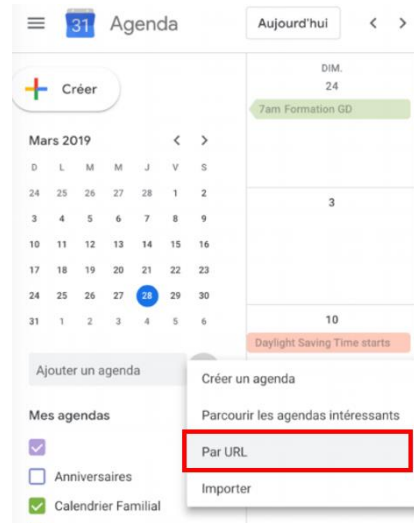 31 Agenda
Aujourd'hui < >
Créer
Mars 2019 < >
D L M M J V S
24 25 26 27 28 1 2
3 4 5 6 7 8 9
10 11 12 13 14 15 16
17 18 19 20 21 22 23
24 25 26 27 28 29 30
31 1 2 3 4 5 6
DIM.
24
7am Formation GD
3
10
Daylight Saving Time starts
Ajouter un agenda
Créer un agenda
Parcourir les agendas intéressants
Par URL
Importer
Mes agendas
Anniversaires
Calendrier Familial